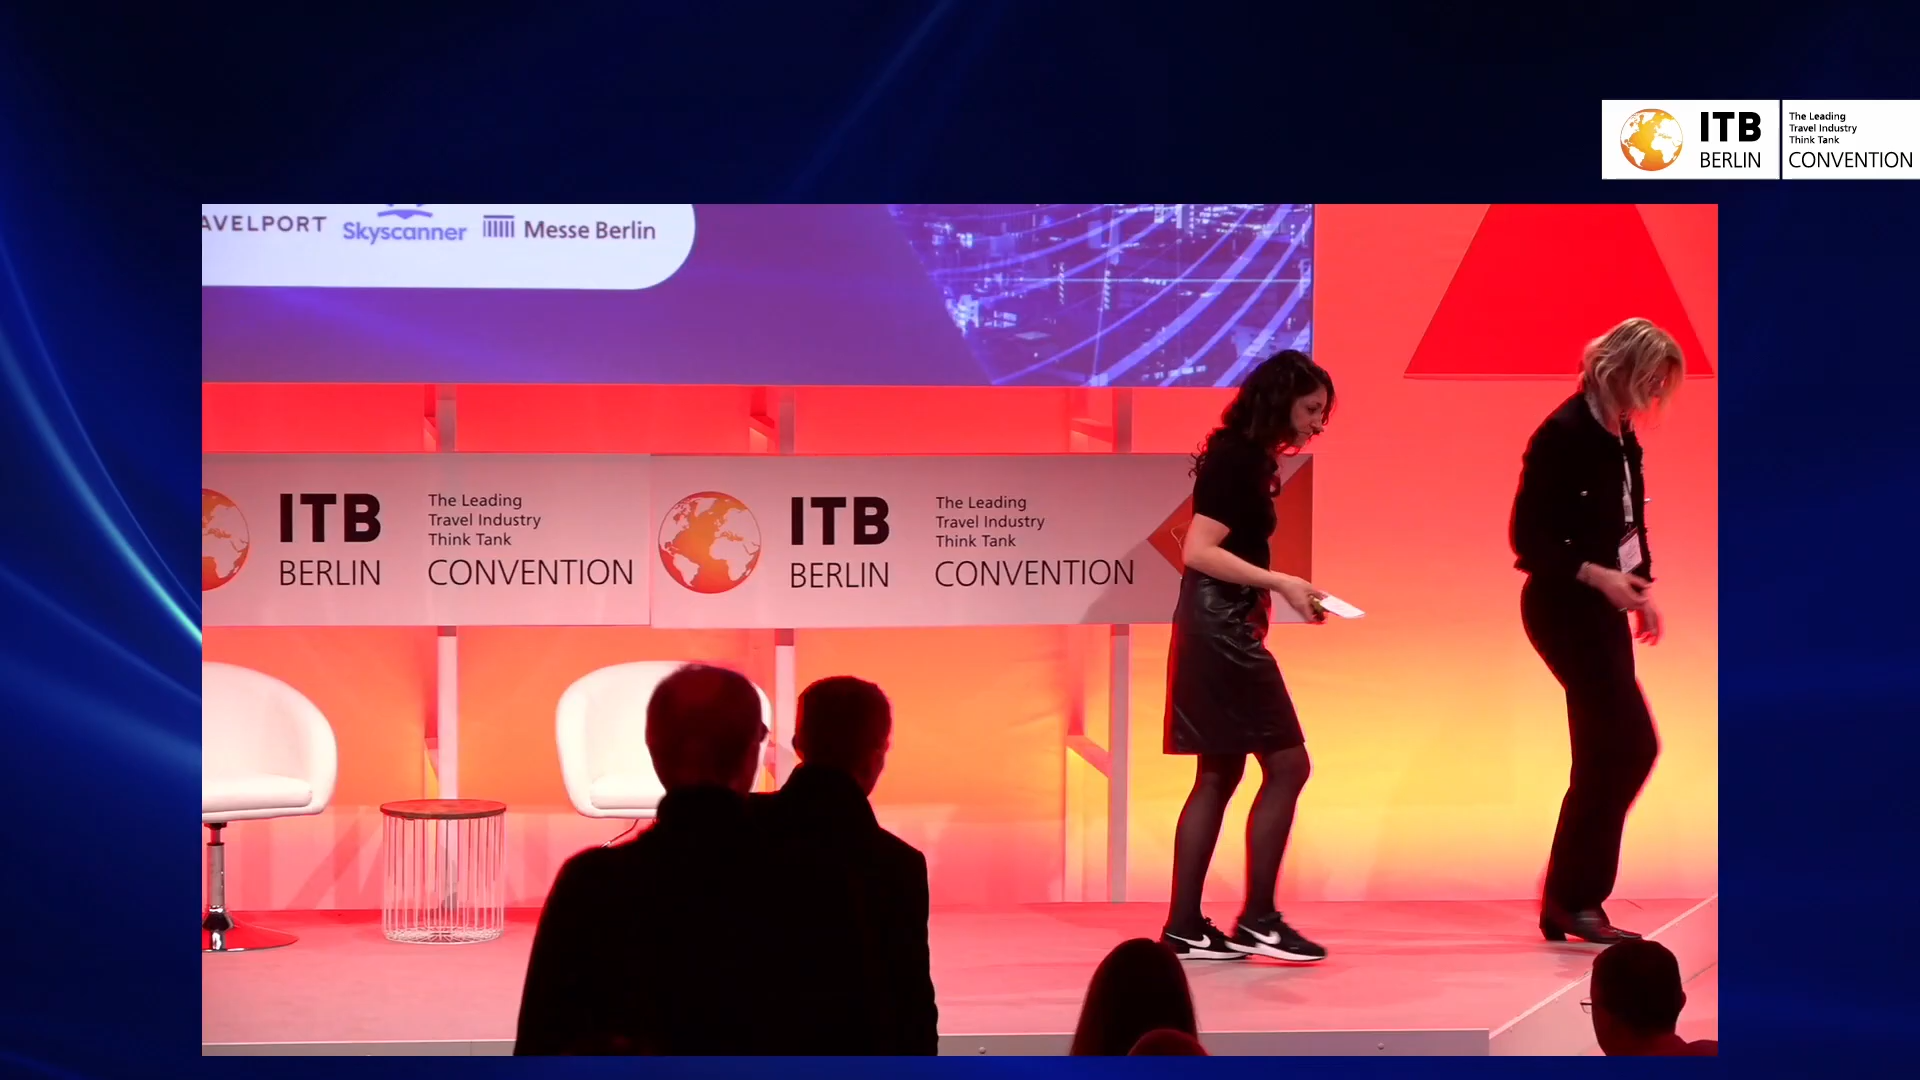 ITB
BERLIN
The Leading
Travel Industry
Think Tank
CONVENTION
AVELPORT
Skyscanner
Messe Berlin
ITB
BERLIN
The Leading
Travel Industry
Think Tank
CONVENTION
ITB
BERLIN
The Leading
Travel Industry
Think Tank
CONVENTION